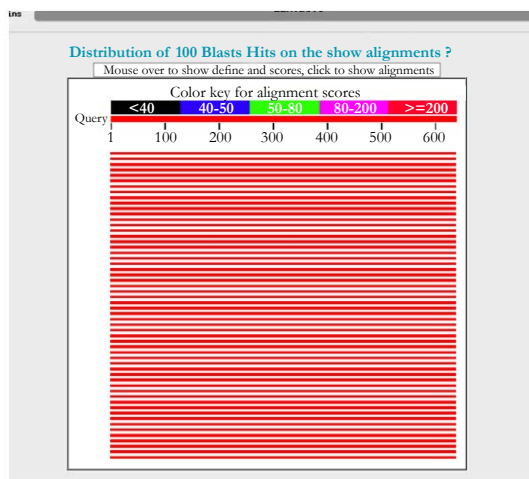 ins
Distribution of 100 Blasts Hits on the show alignments ?
Mouse over to show define and scores, click to show alignments
Color key for alignment scores
<40 40-50 50-80 80-200 >=200
Query
1 100 200 300 400 500 600